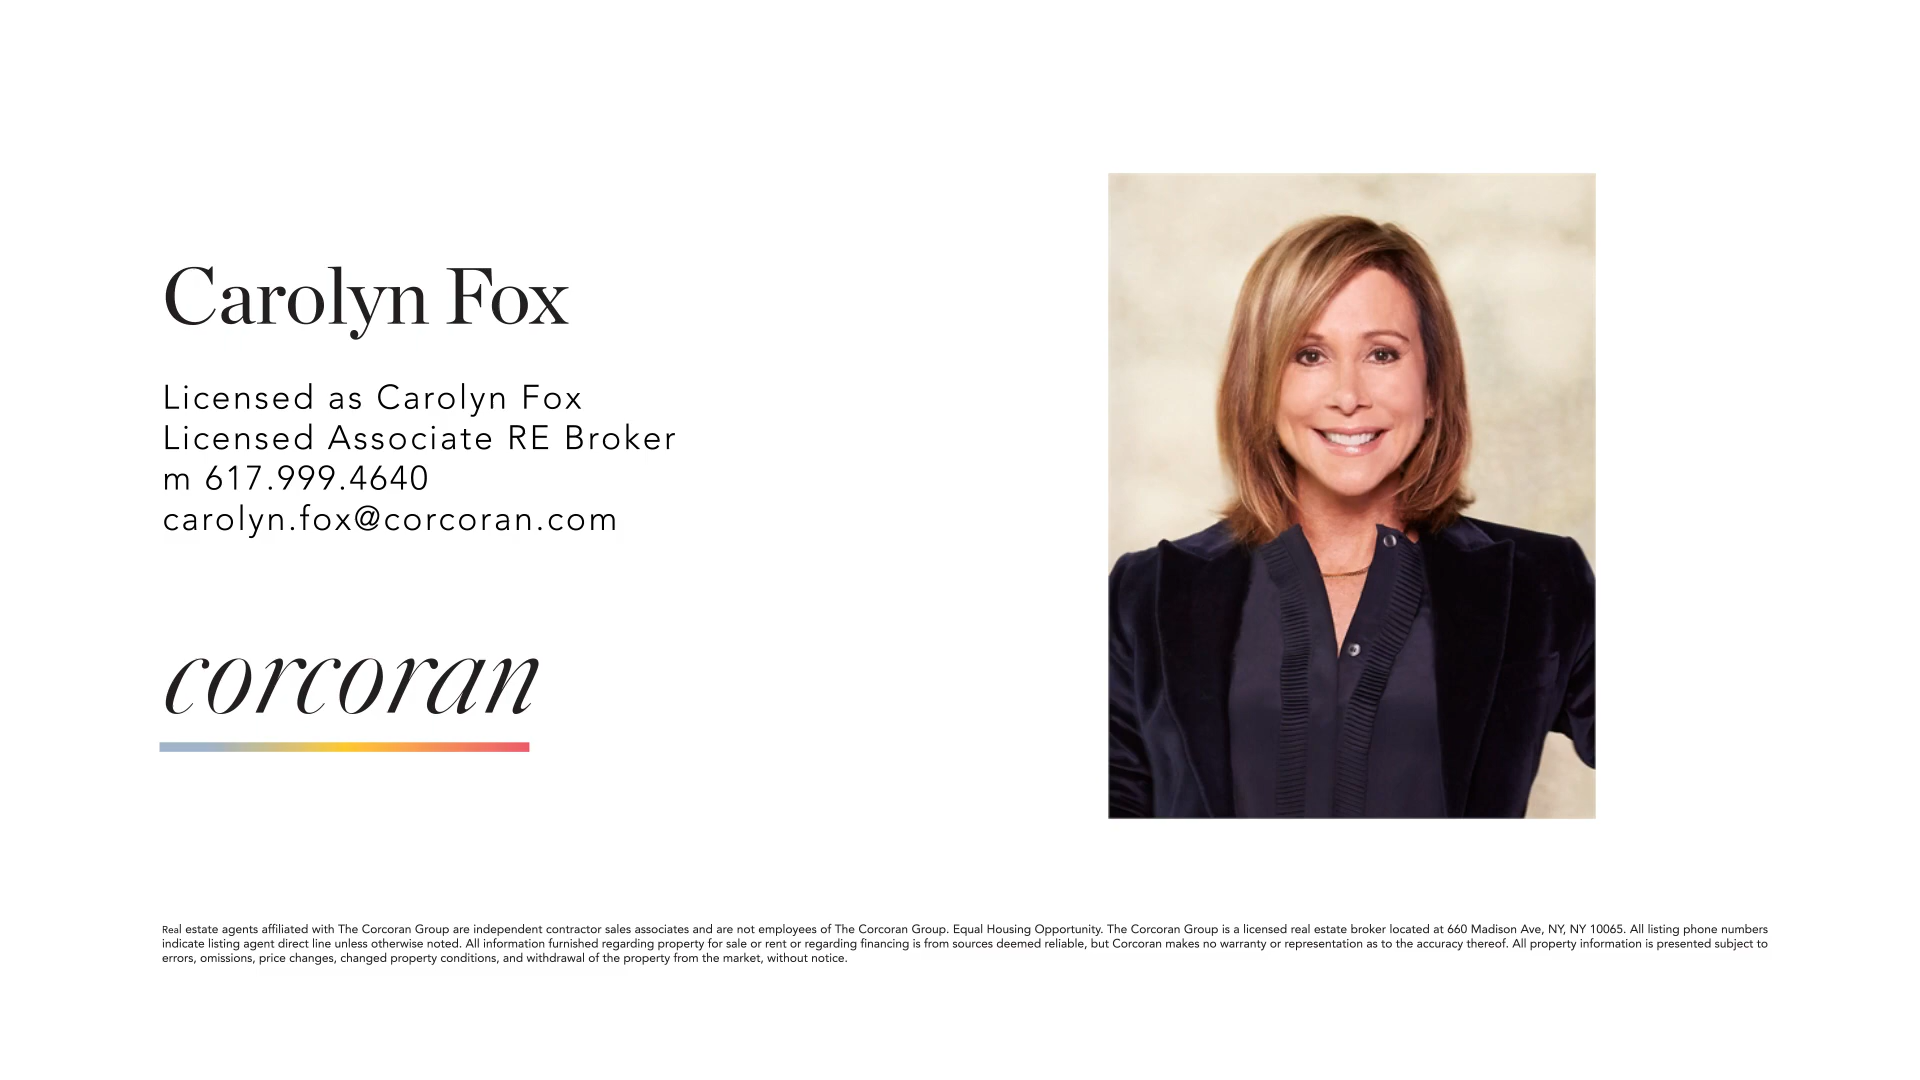 Carolyn Fox
Licensed as Carolyn Fox
Licensed Associate RE Broker
m 617.999.4640
carolyn.fox@corcoran.com
corcoran
Real estate agents affiliated with The Corcoran Group are independent contractor sales associates and are not employees of The Corcoran Group. Equal Housing Opportunity. The Corcoran Group is a licensed real estate broker located at 660 Madison Ave, NY, NY 10065. All listing phone numbers
indicate listing agent direct line unless otherwise noted. All information furnished regarding property for sale or rent or regarding financing is from sources deemed reliable, but Corcoran makes no warranty or representation as to the accuracy thereof. All property information is presented subject to
errors, omissions, price changes, changed property conditions, and withdrawal of the property from the market, without notice.